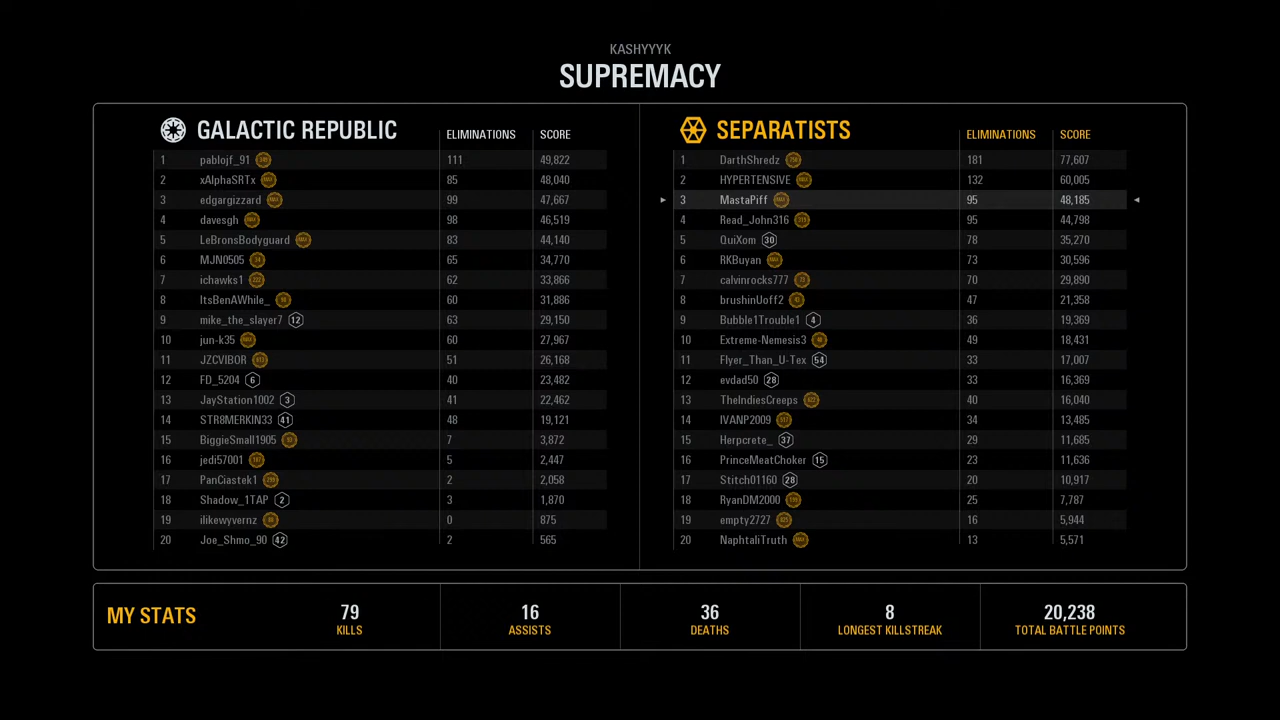 KASHYYYK
SUPREMACY
GALACTIC REPUBLIC ELIMINATIONS SCORE
1 pablojf_91 111 49,822
2 xAlphaSRTx MAX 85 48,040
3 edgargizzard MAX 99 47,667
4 davesgh MAX 98 46,519
5 LeBronsBodyguard MAX 83 44,140
6 MJN0505 65 34,770
7 ichawks1 222 62 33,866
8 ItsBenAWhile_ 60 31,886
9 mike_the_slayer7 12 63 29,150
10 jun-k35 MAX 60 27,967
11 JZCVIBOR 51 26,168
12 FD_5204 6 40 23,482
13 JayStation1002 3 41 22,462
14 STR8MERKIN33 41 48 19,121
15 BiggieSmall1905 7 3,872
16 jedi57001 5 2,447
17 PanCiastek1 2 2,058
18 Shadow_1TAP 2 3 1,870
19 ilikewyvernz 0 875
20 Joe_Shmo_90 42 2 565
SEPARATISTS ELIMINATIONS SCORE
1 DarthShredz 181 77,607
2 HYPERTENSIVE MAX 132 60,005
3 MastaPiff MAX 95 48,185
4 Read_John316 95 44,798
5 QuiXom 30 78 35,270
6 RKBuyan MAX 73 30,596
7 calvinrocks777 70 29,890
8 brushinUoff2 47 21,358
9 Bubble1Trouble1 4 36 19,369
10 Extreme-Nemesis3 49 18,431
11 Flyer_Than_U-Tex 54 33 17,007
12 evdad50 28 33 16,369
13 TheIndiesCreeps 40 16,040
14 IVANP2009 34 13,485
15 Herpcrete_ 37 29 11,685
16 PrinceMeatChoker 15 23 11,636
17 Stitch01160 28 20 10,917
18 RyanDM2000 25 7,787
19 empty2727 16 5,944
20 NaphtaliTruth MAX 13 5,571
MY STATS
79 KILLS
16 ASSISTS
36 DEATHS
8 LONGEST KILLSTREAK
20,238 TOTAL BATTLE POINTS